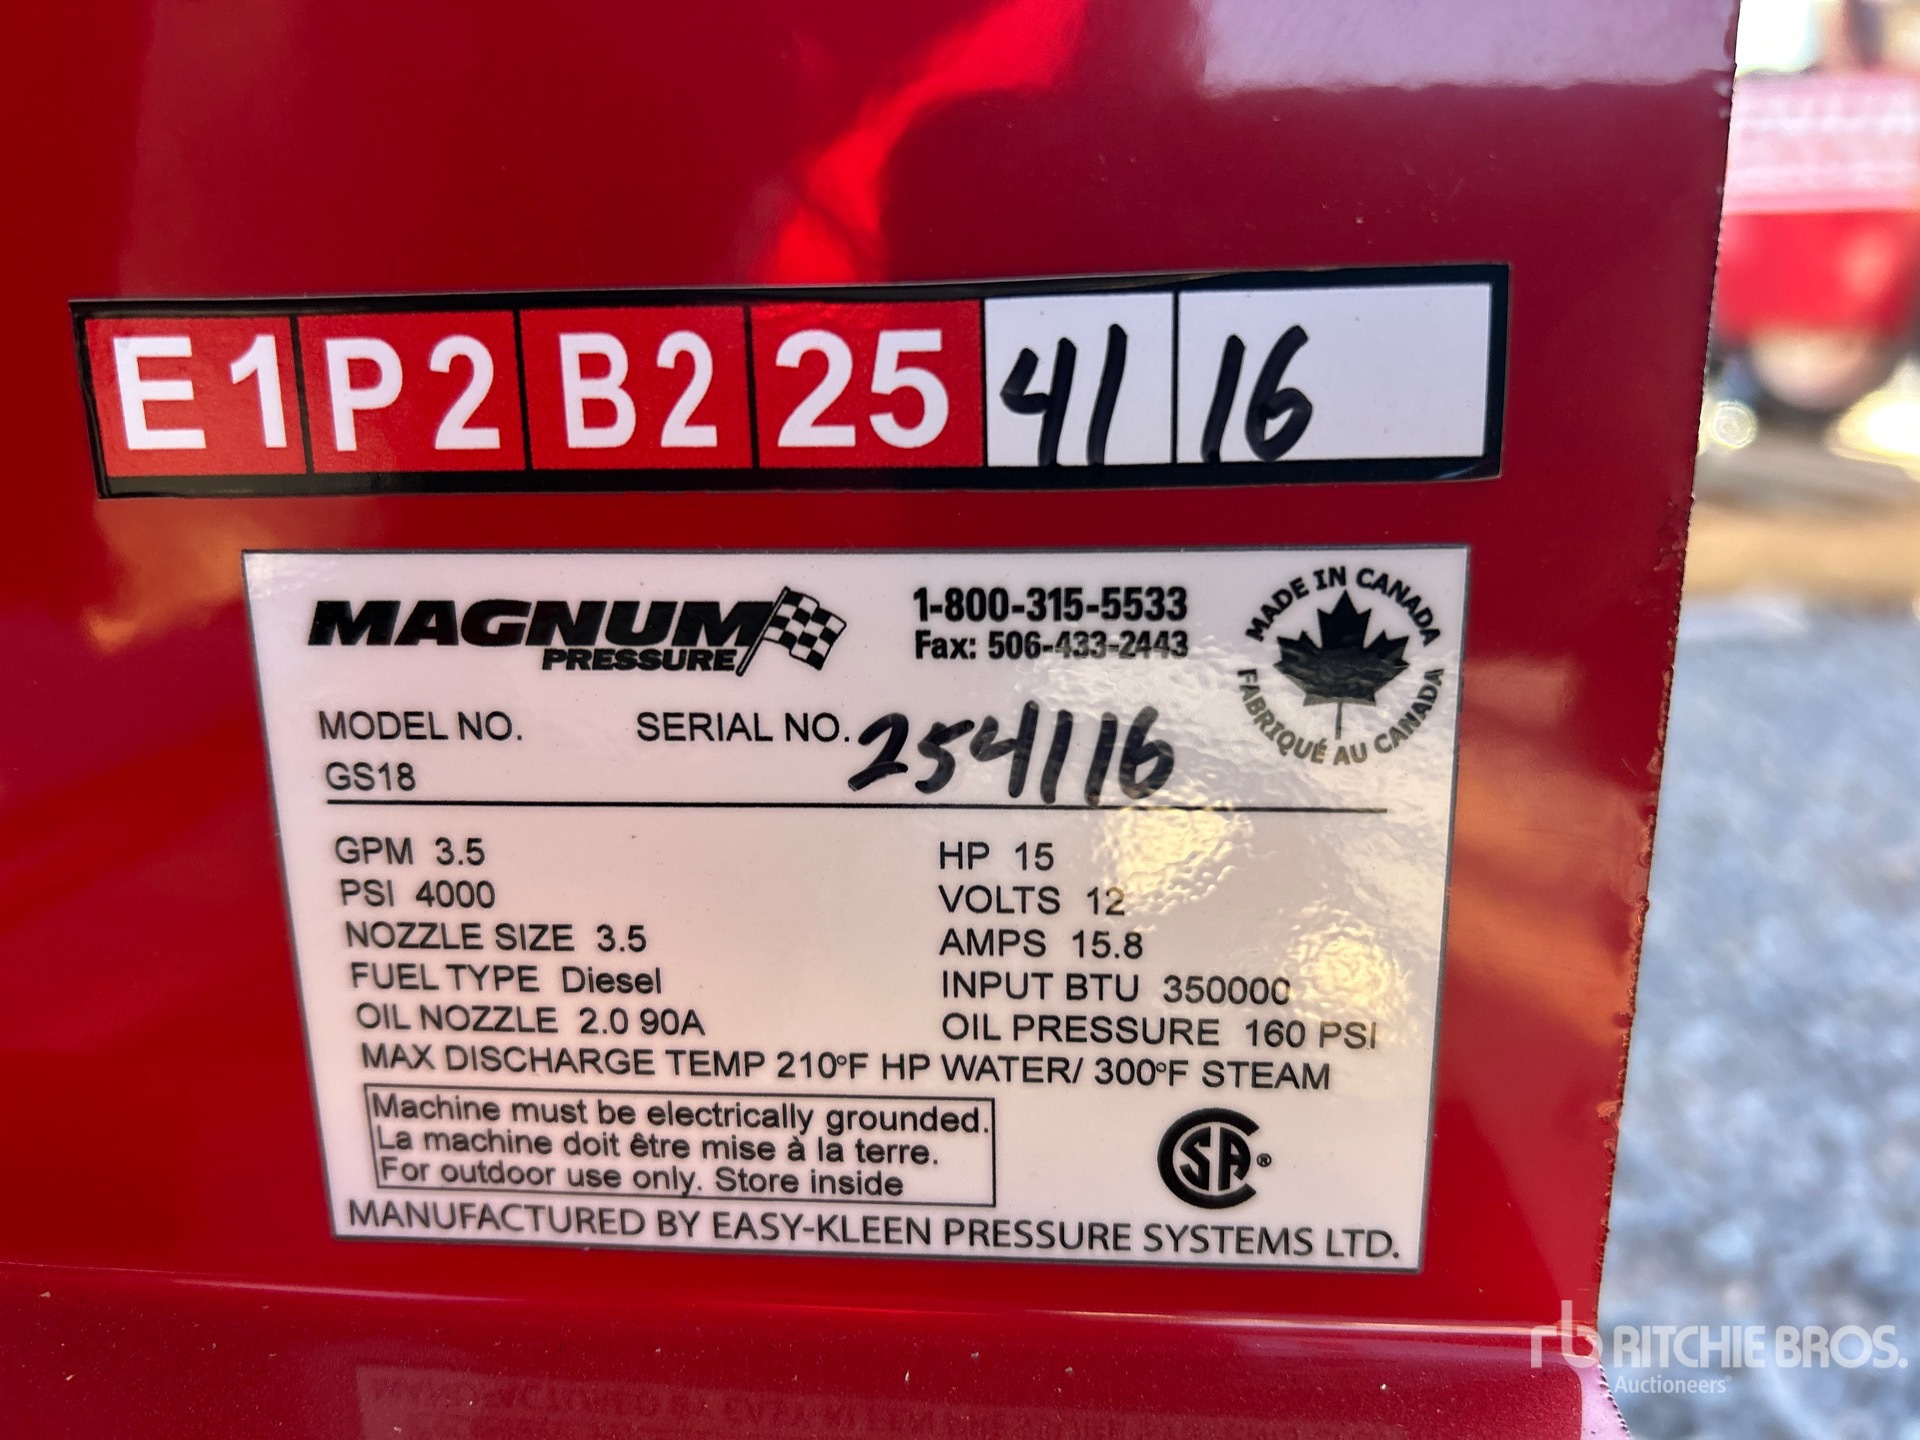 E1 P2 B2 25 41 16
MAGNUM
PRESSURE
1-800-315-5533
Fax: 506-433-2443
MADE IN CANADA
FABRIQUÉ AU CANADA
MODEL NO. SERIAL NO. 254116
GS18
GPM 3.5 HP 15
PSI 4000 VOLTS 12
NOZZLE SIZE 3.5 AMPS 15.8
FUEL TYPE Diesel INPUT BTU 350000
OIL NOZZLE 2.0 90A OIL PRESSURE 160 PSI
MAX DISCHARGE TEMP 210°F HP WATER/ 300°F STEAM
Machine must be electrically grounded.
La machine doit être mise à la terre.
For outdoor use only. Store inside
CSA®
MANUFACTURED BY EASY-KLEEN PRESSURE SYSTEMS LTD.
rb RITCHIE BROS.
Auctioneers